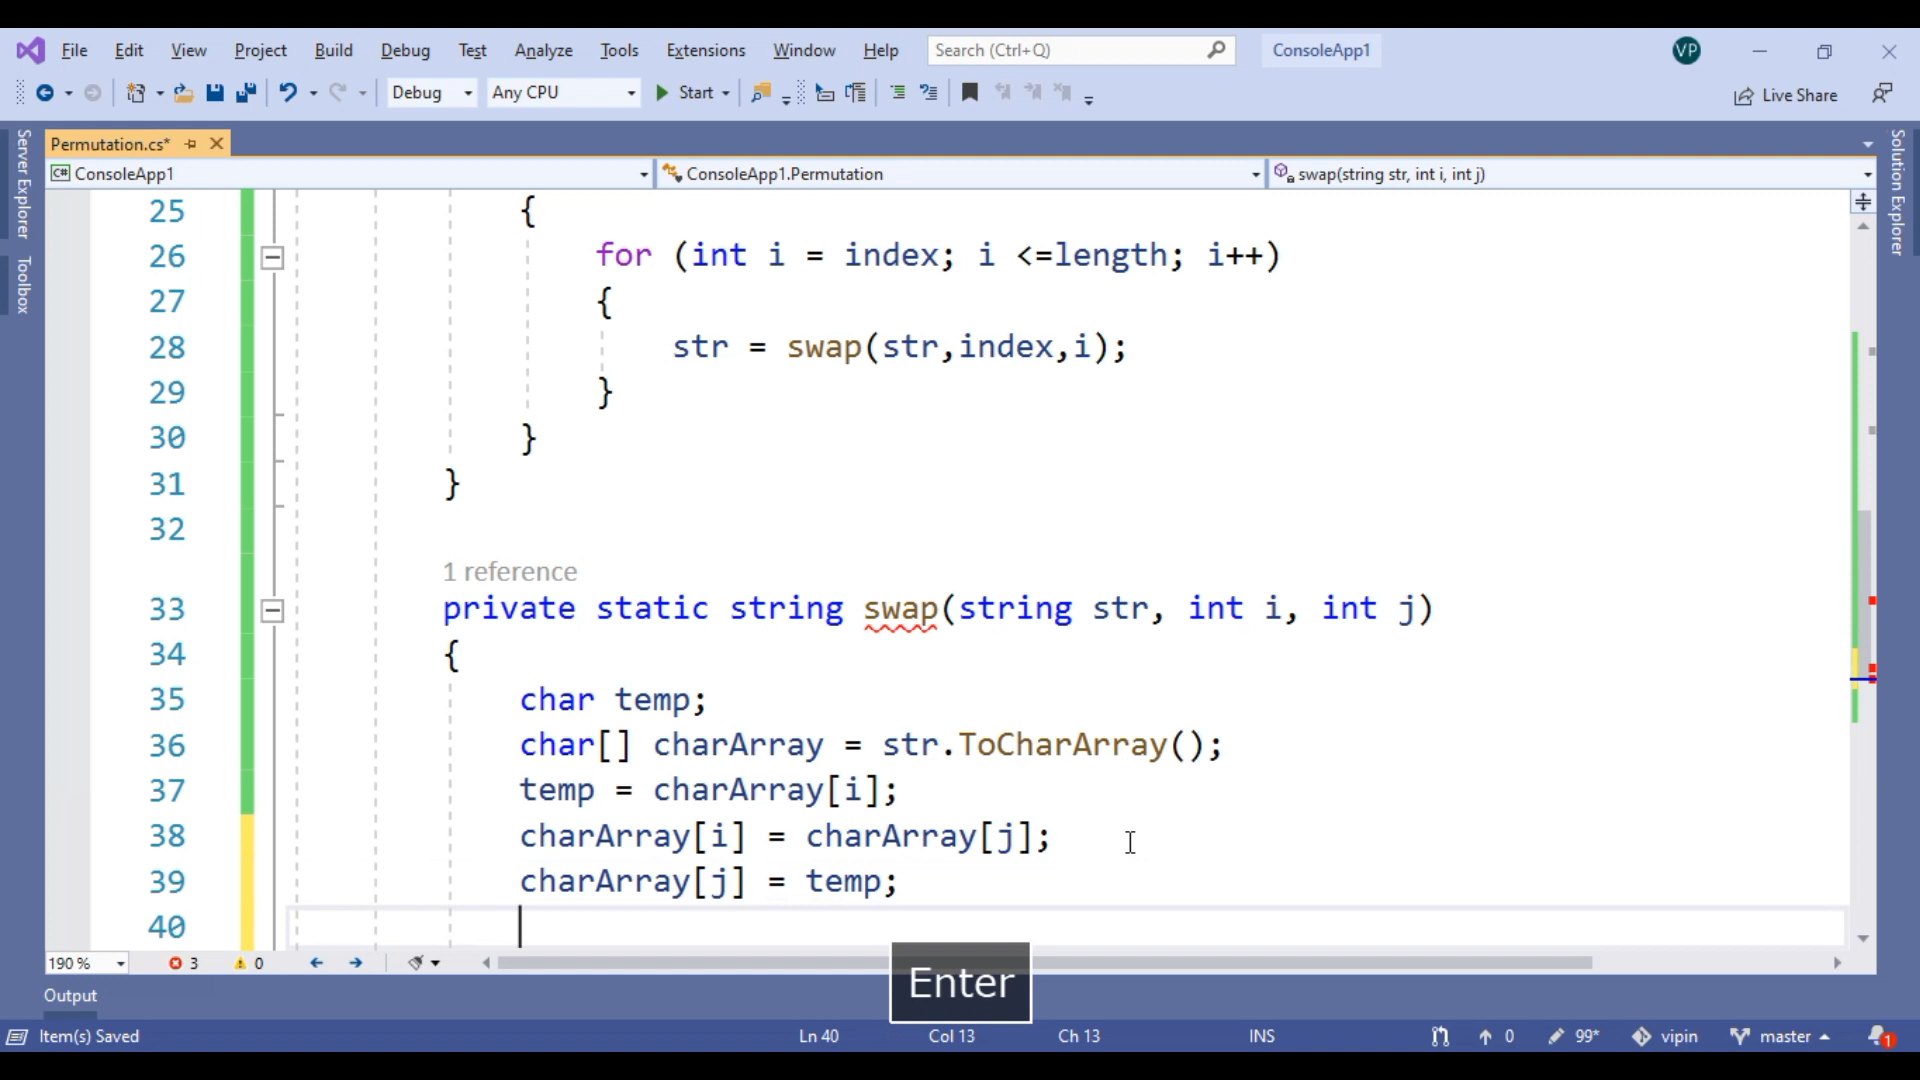 File Edit View Project Build Debug Test Analyze Tools Extensions Window Help Search (Ctrl+Q) ConsoleApp1 VP
Debug Any CPU Start Live Share
Server Explorer
Toolbox
Solution Explorer
Permutation.cs*
C# ConsoleApp1 ConsoleApp1.Permutation swap(string str, int i, int j)
25 {
26 for (int i = index; i <=length; i++)
27 {
28 str = swap(str,index,i);
29 }
30 }
31 }
32
1 reference
33 private static string swap(string str, int i, int j)
34 {
35 char temp;
36 char[] charArray = str.ToCharArray();
37 temp = charArray[i];
38 charArray[i] = charArray[j];
39 charArray[j] = temp;
40
190 % 3 0
Enter
Output
Item(s) Saved Ln 40 Col 13 Ch 13 INS 0 99* vipin master 1